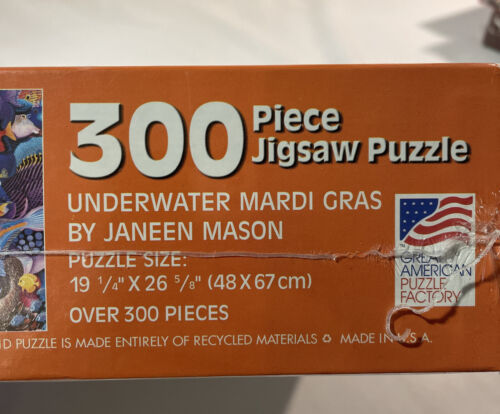 300 Piece
Jigsaw Puzzle
UNDERWATER MARDI GRAS
BY JANEEN MASON
PUZZLE SIZE:
19 1/4" X 26 5/8" (48 X 67 cm)
OVER 300 PIECES
GREAT
AMERICAN
PUZZLE
FACTORY
PUZZLE IS MADE ENTIRELY OF RECYCLED MATERIALS ♻ MADE IN U.S.A.